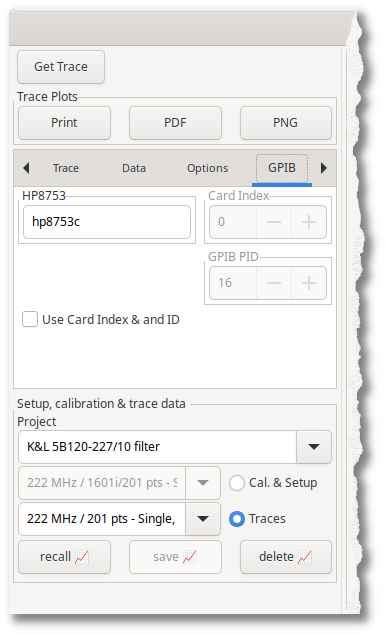 Get Trace
Trace Plots
Print PDF PNG
Trace Data Options GPIB
HP8753 Card Index
hp8753c 0
GPIB PID
16
Use Card Index & and ID
Setup, calibration & trace data
Project
K&L 5B120-227/10 filter
222 MHz / 1601i/201 pts - S Cal. & Setup
222 MHz / 201 pts - Single, Traces
recall save delete